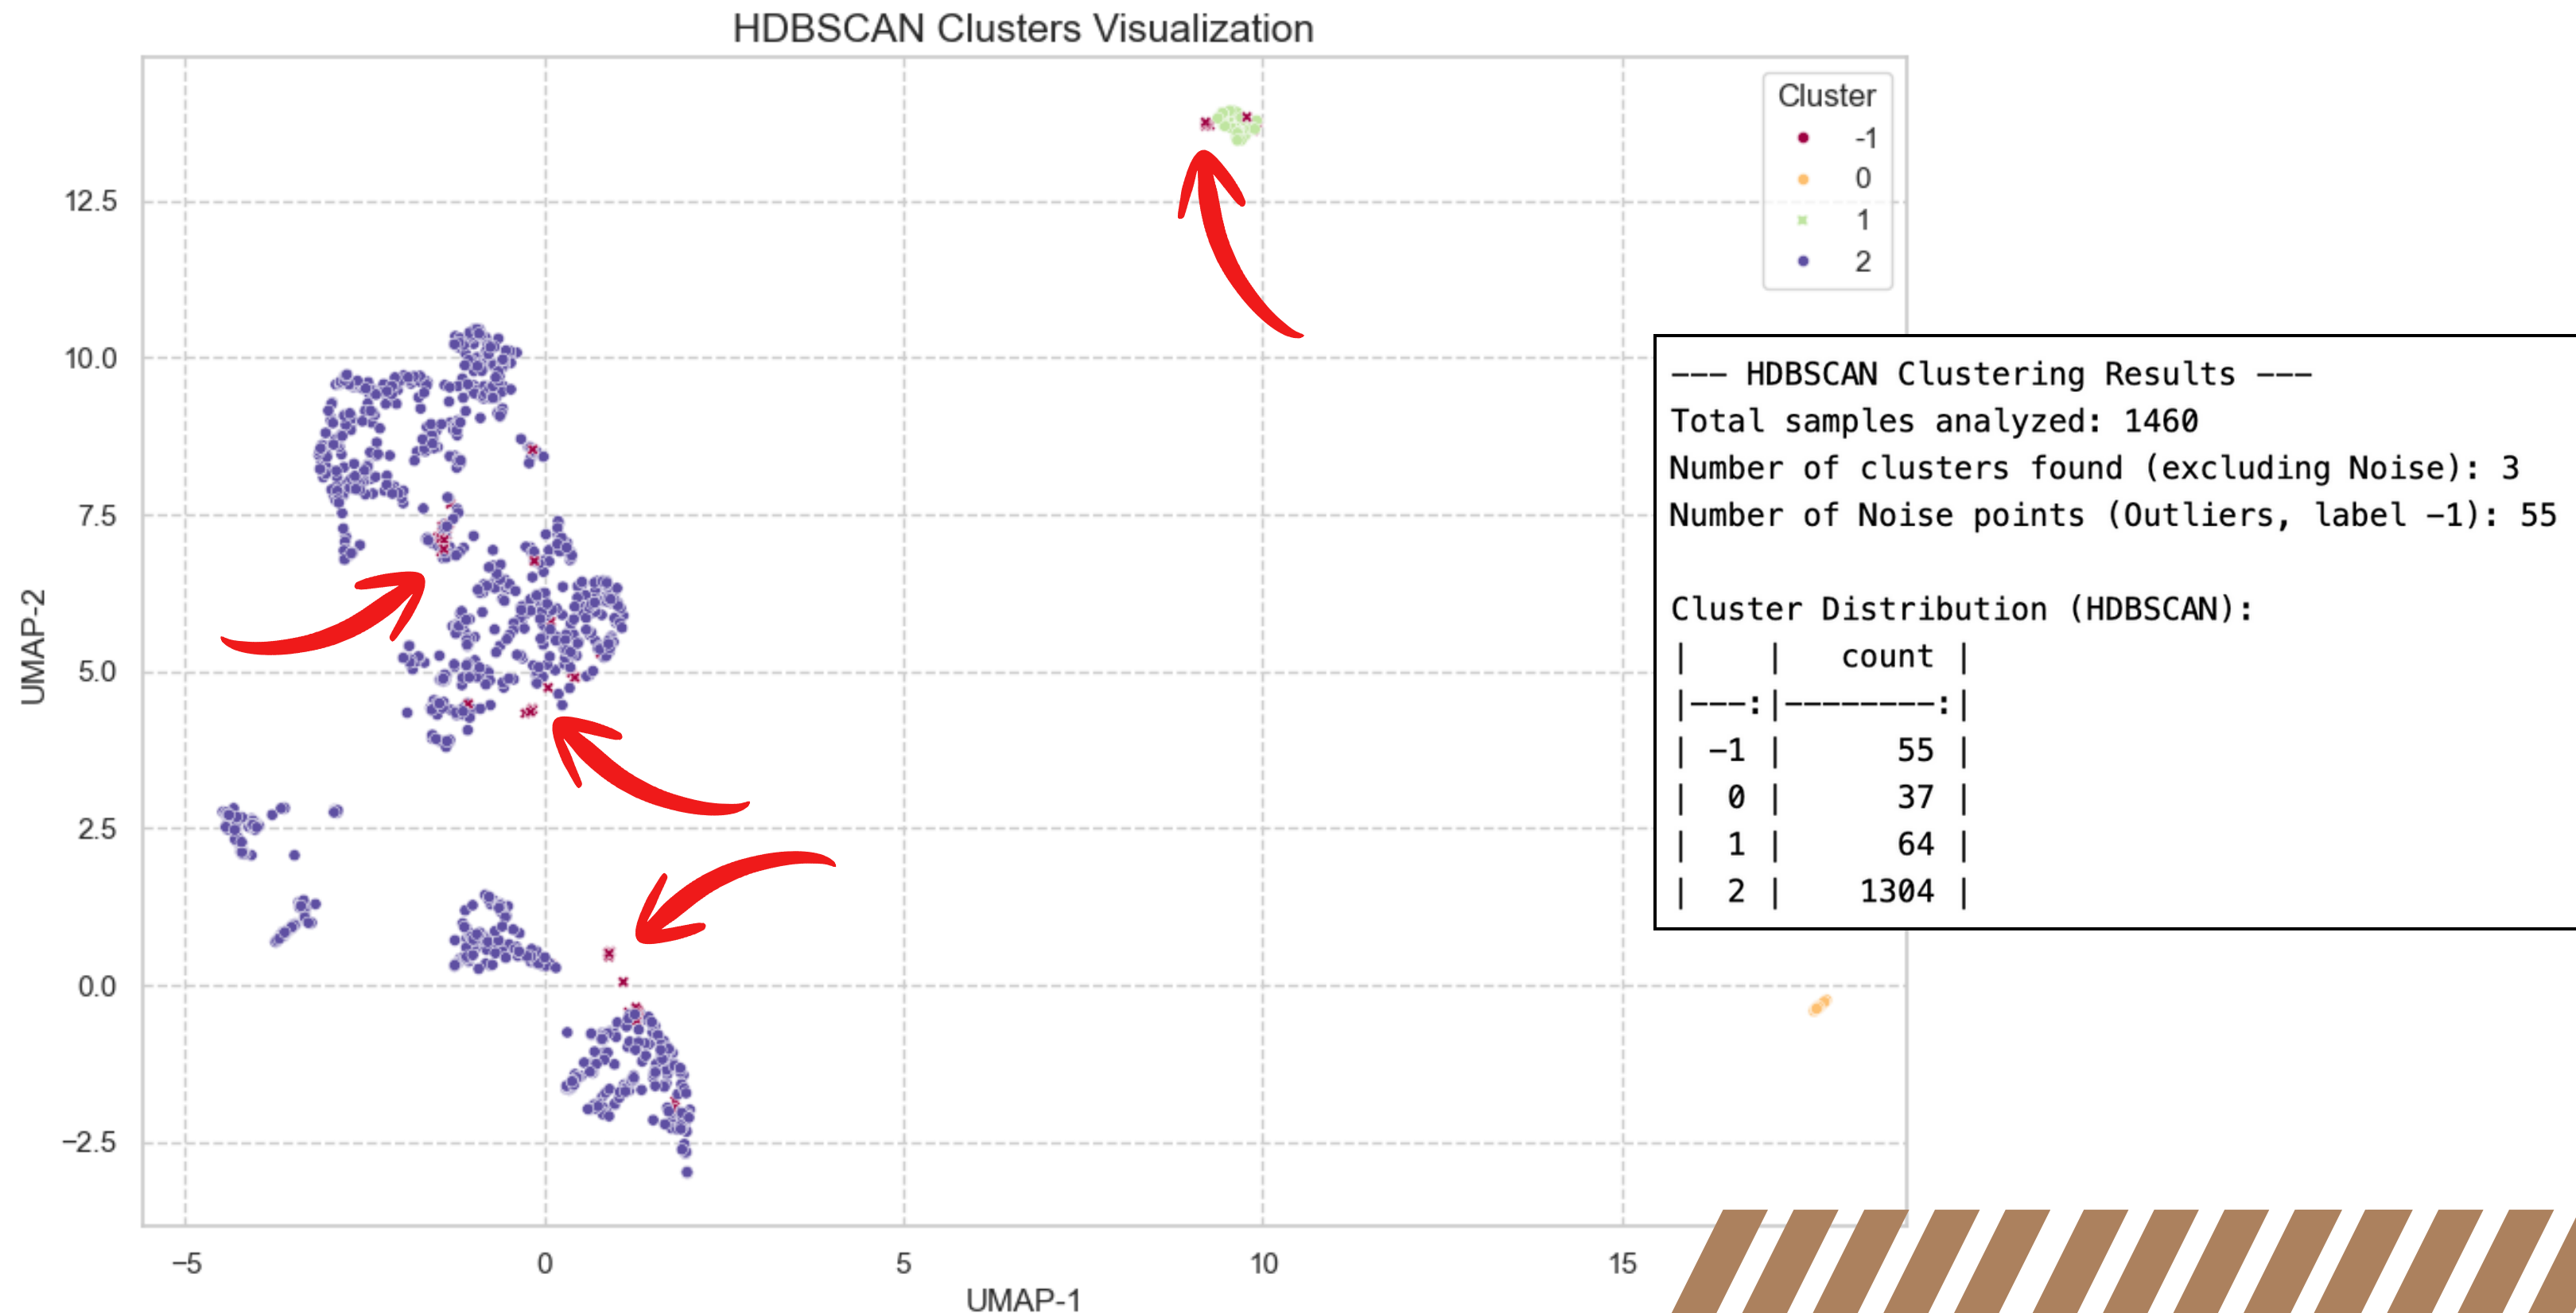 HDBSCAN Clusters Visualization
Cluster
-1
0
1
2
12.5
10.0
7.5
5.0
2.5
0.0
−2.5
UMAP-2
−5
0
5
10
15
UMAP-1
--- HDBSCAN Clustering Results ---
Total samples analyzed: 1460
Number of clusters found (excluding Noise): 3
Number of Noise points (Outliers, label -1): 55
Cluster Distribution (HDBSCAN):
|    |    count |
|---:|--------:|
| -1 |       55 |
|  0 |       37 |
|  1 |       64 |
|  2 |     1304 |